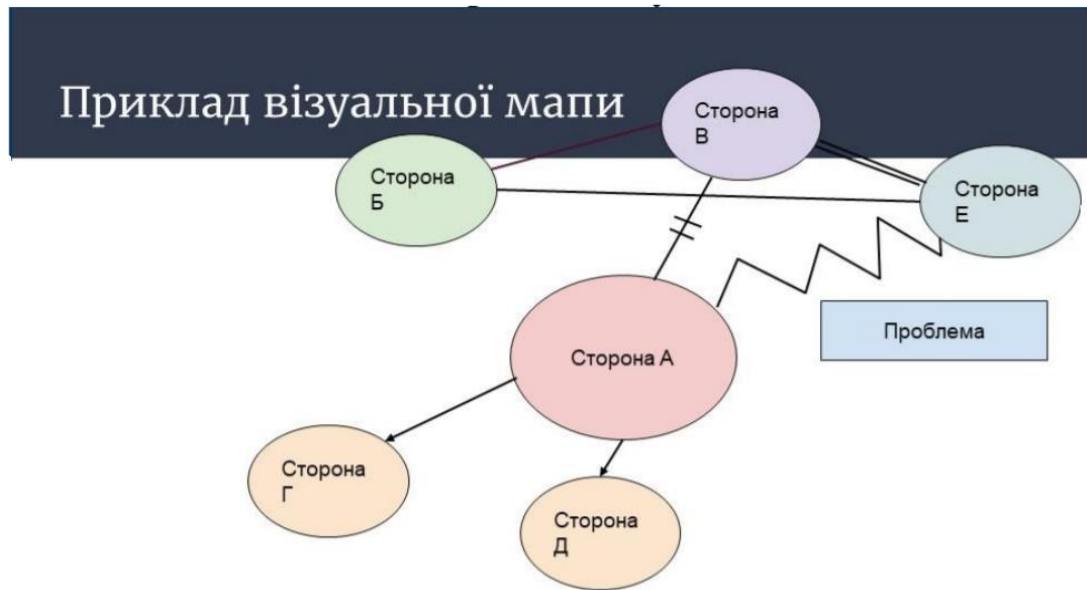 Приклад візуальної мапи
Сторона
В
Сторона
Б
Сторона
Е
Сторона А
Проблема
Сторона
Г
Сторона
Д